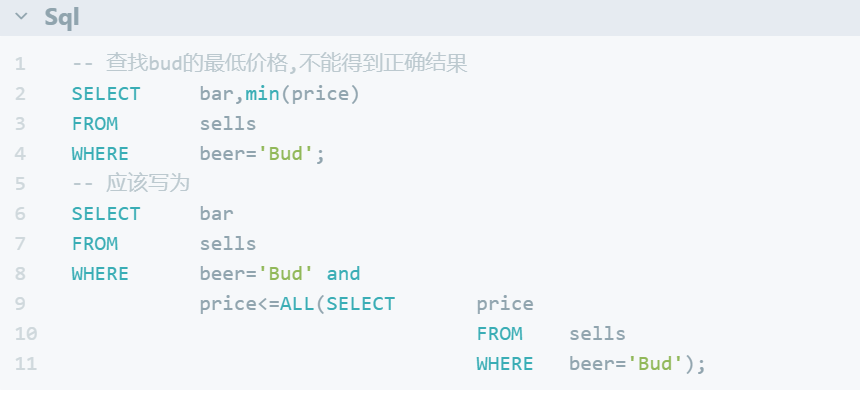 Sql
1 -- 查找bud的最低价格,不能得到正确结果
2 SELECT bar,min(price)
3 FROM sells
4 WHERE beer='Bud';
5 -- 应该写为
6 SELECT bar
7 FROM sells
8 WHERE beer='Bud' and
9 price<=ALL(SELECT price
10 FROM sells
11 WHERE beer='Bud');